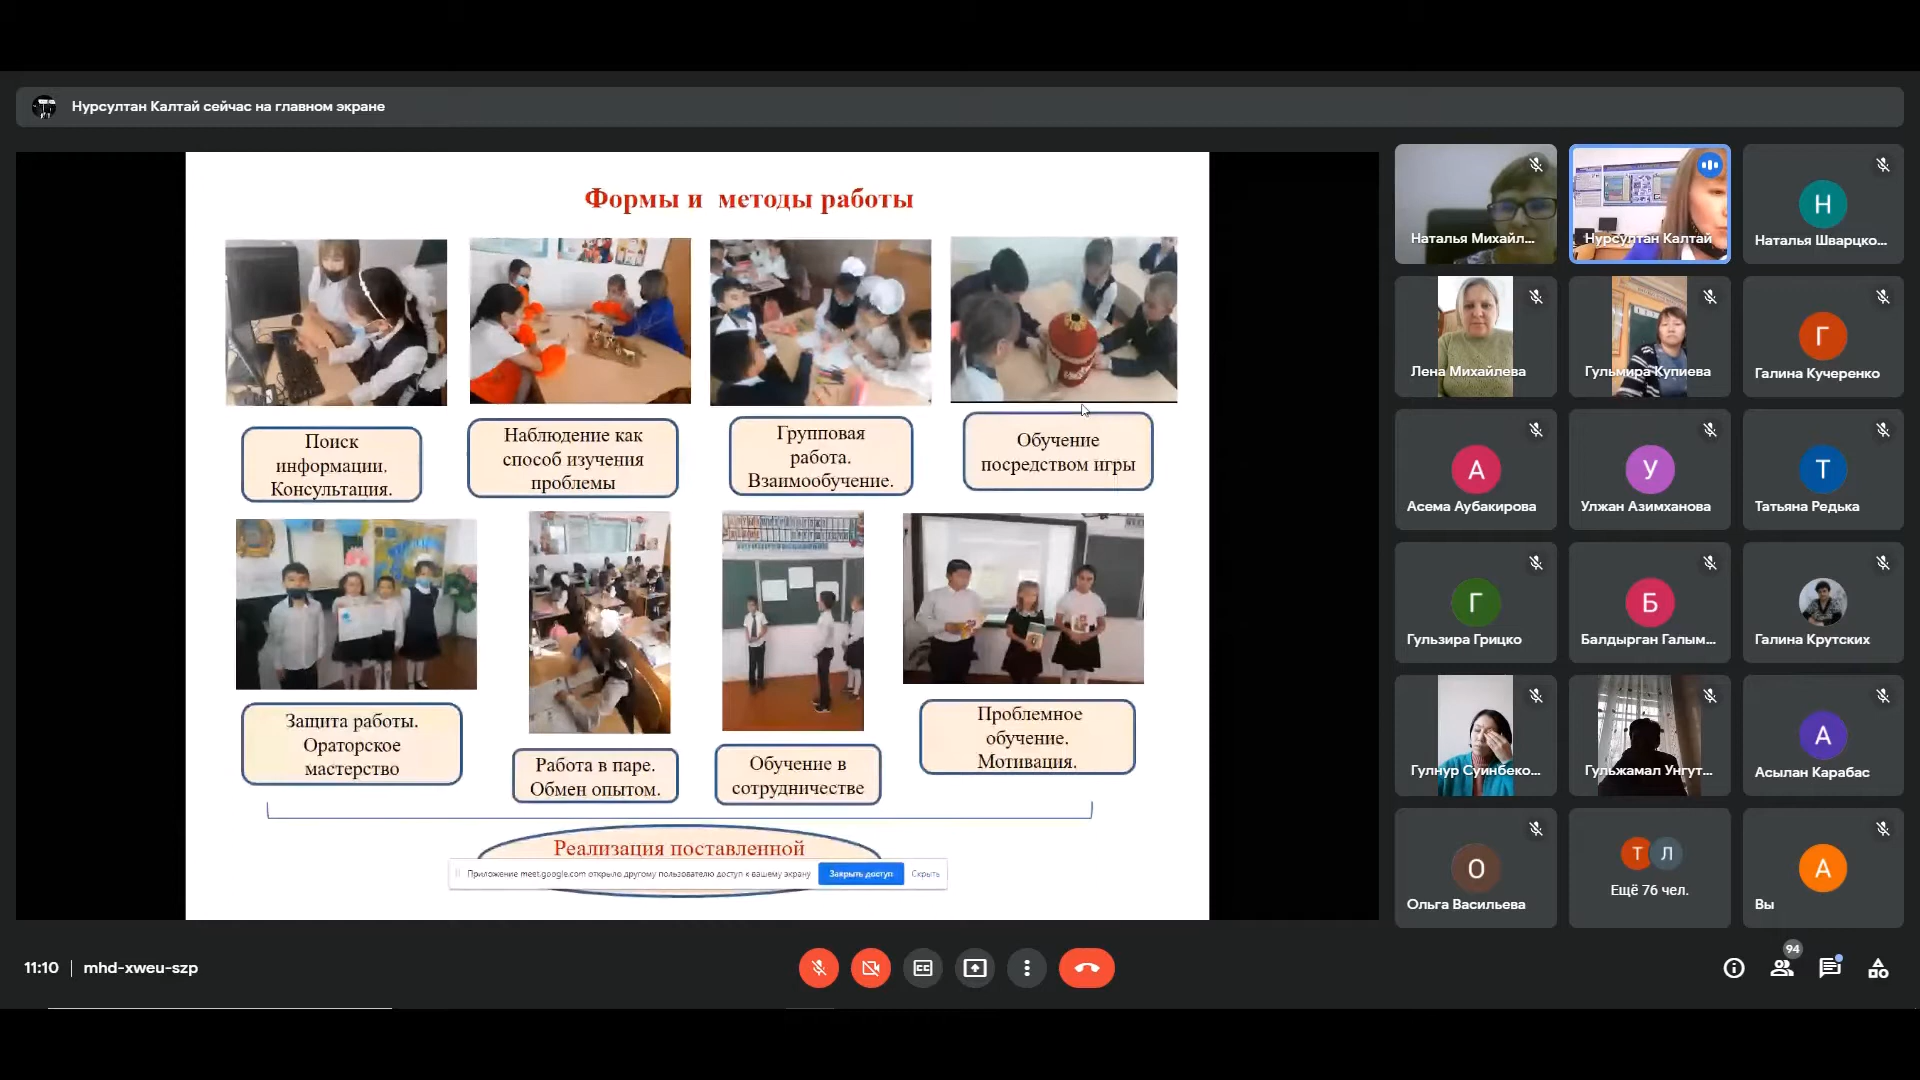 Нурсултан Калтай сейчас на главном экране
Формы и методы работы
Поиск
информации.
Консультация.
Наблюдение как
способ изучения
проблемы
Групповая
работа.
Взаимообучение.
Обучение
посредством игры
Защита работы.
Ораторское
мастерство
Работа в паре.
Обмен опытом.
Обучение в
сотрудничестве
Проблемное
обучение.
Мотивация.
Реализация поставленной
Приложение meet.google.com открыло другому пользователю доступ к вашему экрану
Закрыть доступ
Скрыть
Наталья Михайл...
Нурсултан Калтай
Н
Наталья Шварцко...
Лена Михайлева
Гульмира Купиева
Г
Галина Кучеренко
А
Асема Аубакирова
У
Улжан Азимханова
Т
Татьяна Редька
Г
Гульзира Грицко
Б
Балдырган Галым...
Галина Крутских
Гулнур Суинбеко...
Гульжамал Унгут...
А
Асылан Карабас
О
Ольга Васильева
Т Л
Ещё 76 чел.
А
Вы
11:10 | mhd-xweu-szp
CC
94